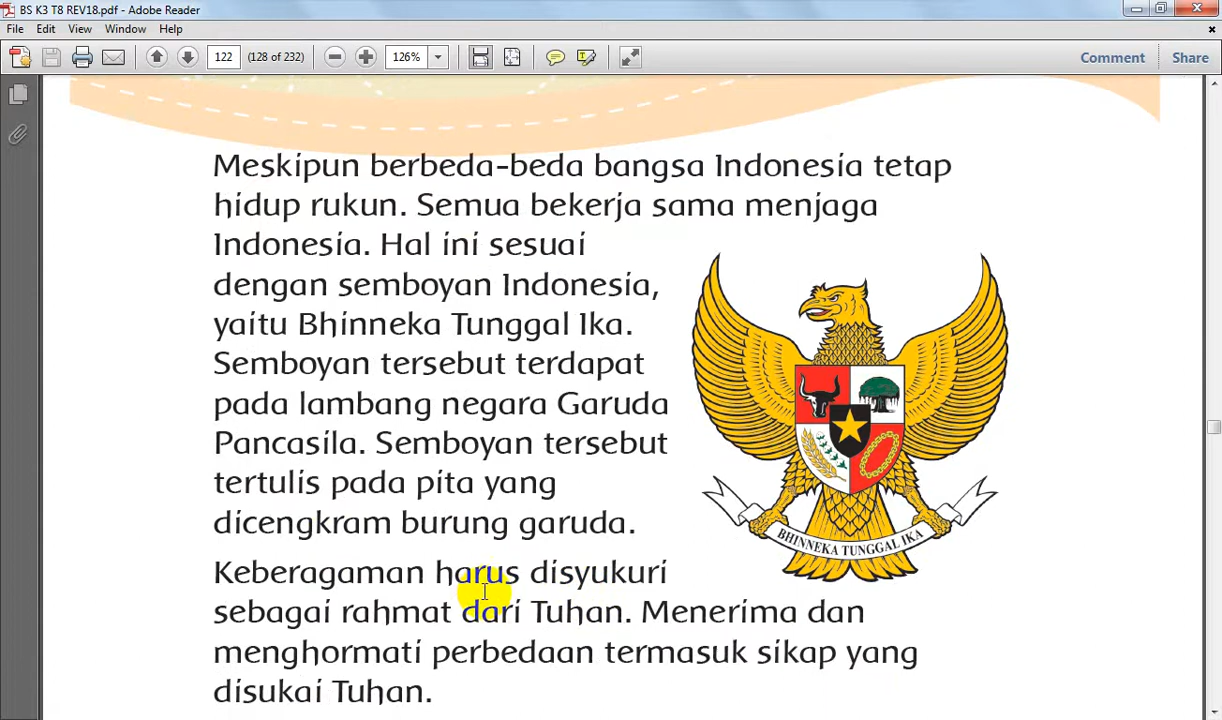 BS K3 T8 REV18.pdf - Adobe Reader
File Edit View Window Help
122 (128 of 232) 126% Comment Share
Meskipun berbeda-beda bangsa Indonesia tetap
hidup rukun. Semua bekerja sama menjaga
Indonesia. Hal ini sesuai
dengan semboyan Indonesia,
yaitu Bhinneka Tunggal Ika.
Semboyan tersebut terdapat
pada lambang negara Garuda
Pancasila. Semboyan tersebut
tertulis pada pita yang
dicengkram burung garuda.
BHINNEKA TUNGGAL IKA
Keberagaman harus disyukuri
sebagai rahmat dari Tuhan. Menerima dan
menghormati perbedaan termasuk sikap yang
disukai Tuhan.